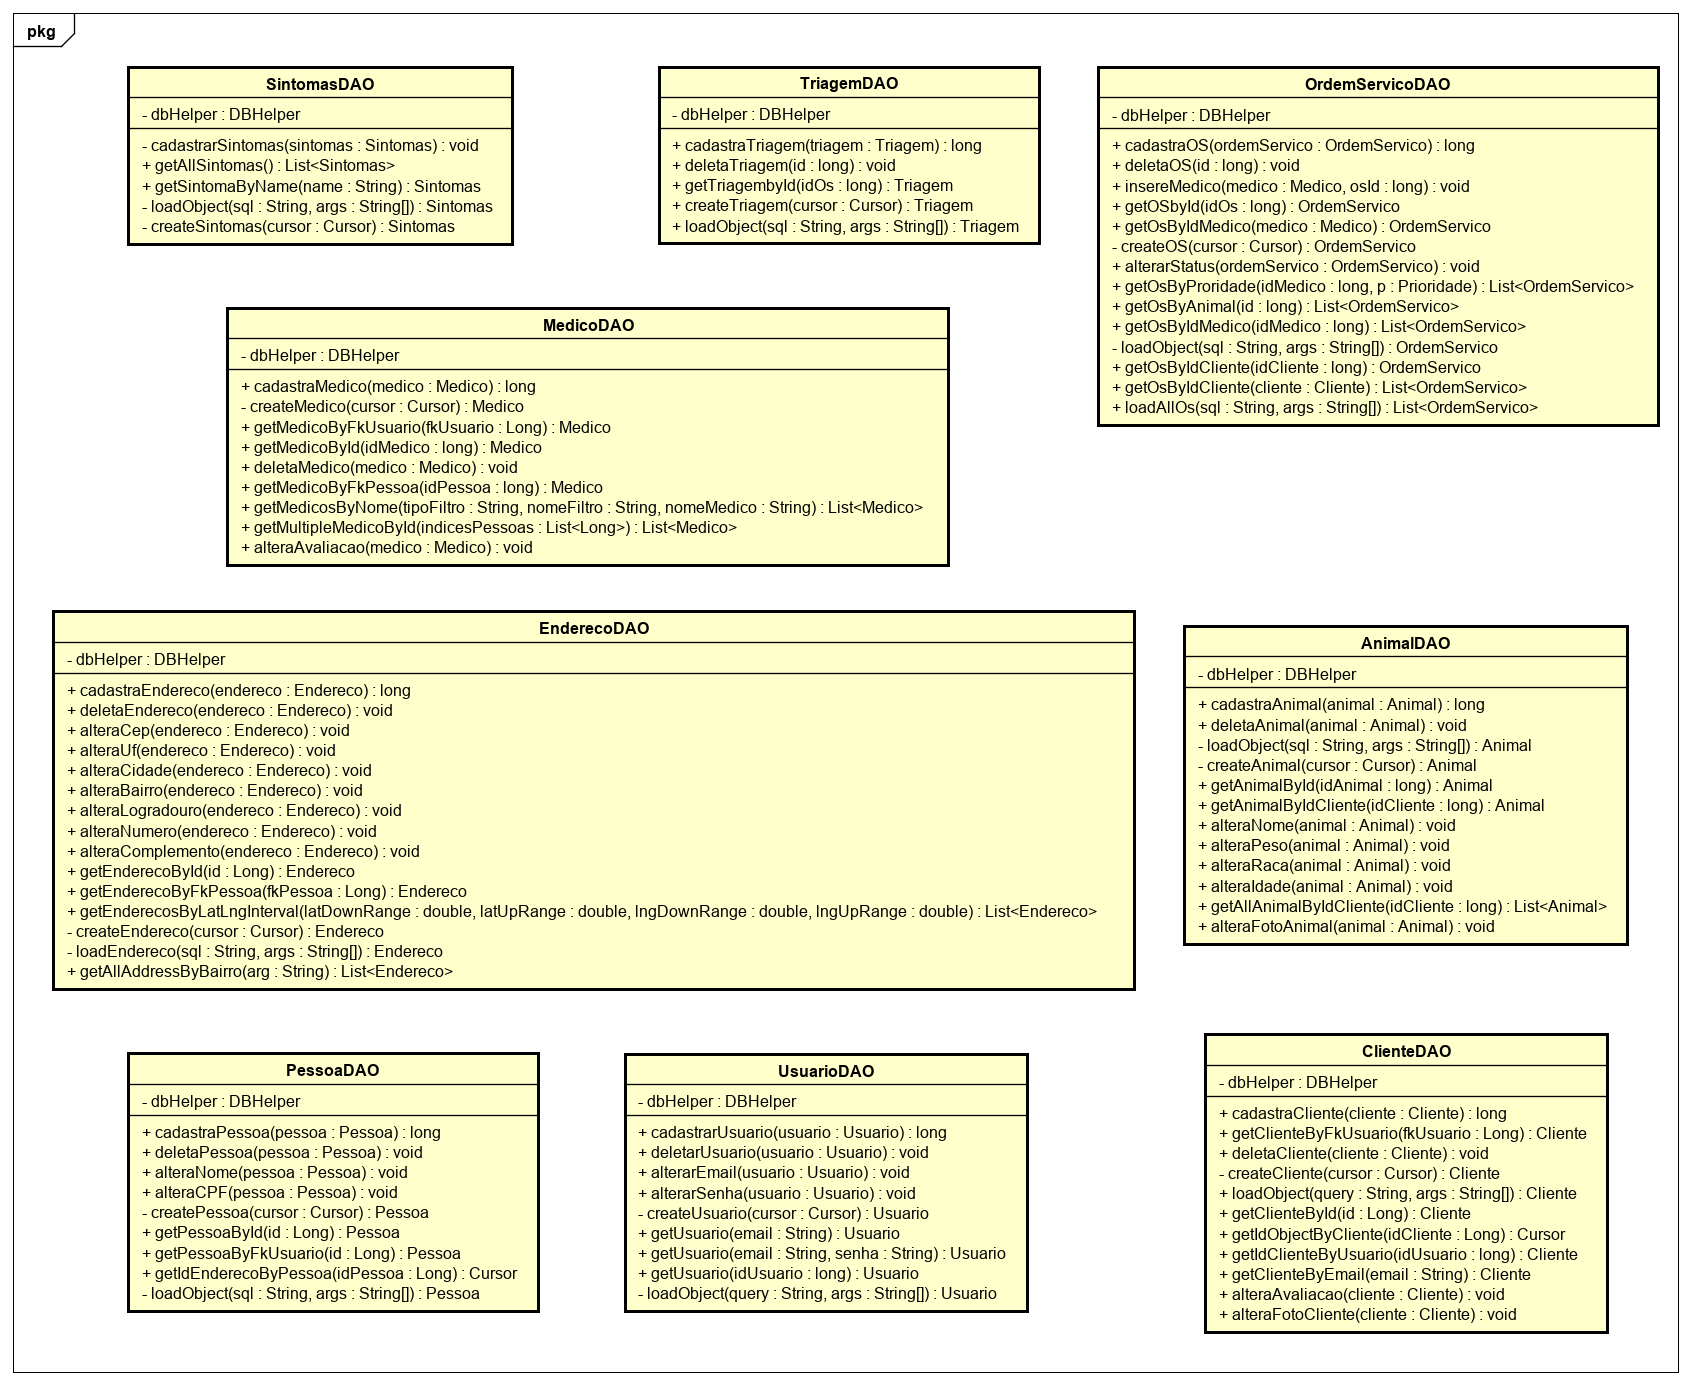 pkg
SintomasDAO
- dbHelper : DBHelper
- cadastrarSintomas(sintomas : Sintomas) : void
+ getAllSintomas() : List<Sintomas>
+ getSintomaByName(name : String) : Sintomas
- loadObject(sql : String, args : String[]) : Sintomas
- createSintomas(cursor : Cursor) : Sintomas
TriagemDAO
- dbHelper : DBHelper
+ cadastraTriagem(triagem : Triagem) : long
+ deletaTriagem(id : long) : void
+ getTriagembyId(idOs : long) : Triagem
+ createTriagem(cursor : Cursor) : Triagem
+ loadObject(sql : String, args : String[]) : Triagem
OrdemServicoDAO
- dbHelper : DBHelper
+ cadastraOS(ordemServico : OrdemServico) : long
+ deletaOS(id : long) : void
+ insereMedico(medico : Medico, osId : long) : void
+ getOSbyId(idOs : long) : OrdemServico
+ getOsByIdMedico(medico : Medico) : OrdemServico
- createOS(cursor : Cursor) : OrdemServico
+ alterarStatus(ordemServico : OrdemServico) : void
+ getOsByProridade(idMedico : long, p : Prioridade) : List<OrdemServico>
+ getOsByAnimal(id : long) : List<OrdemServico>
+ getOsByIdMedico(idMedico : long) : List<OrdemServico>
- loadObject(sql : String, args : String[]) : OrdemServico
+ getOsByIdCliente(idCliente : long) : OrdemServico
+ getOsByIdCliente(cliente : Cliente) : List<OrdemServico>
+ loadAllOs(sql : String, args : String[]) : List<OrdemServico>
MedicoDAO
- dbHelper : DBHelper
+ cadastraMedico(medico : Medico) : long
- createMedico(cursor : Cursor) : Medico
+ getMedicoByFkUsuario(fkUsuario : Long) : Medico
+ getMedicoById(idMedico : long) : Medico
+ deletaMedico(medico : Medico) : void
+ getMedicoByFkPessoa(idPessoa : long) : Medico
+ getMedicosByNome(tipoFiltro : String, nomeFiltro : String, nomeMedico : String) : List<Medico>
+ getMultipleMedicoById(indicesPessoas : List<Long>) : List<Medico>
+ alteraAvaliacao(medico : Medico) : void
EnderecoDAO
- dbHelper : DBHelper
+ cadastraEndereco(endereco : Endereco) : long
+ deletaEndereco(endereco : Endereco) : void
+ alteraCep(endereco : Endereco) : void
+ alteraUf(endereco : Endereco) : void
+ alteraCidade(endereco : Endereco) : void
+ alteraBairro(endereco : Endereco) : void
+ alteraLogradouro(endereco : Endereco) : void
+ alteraNumero(endereco : Endereco) : void
+ alteraComplemento(endereco : Endereco) : void
+ getEnderecoById(id : Long) : Endereco
+ getEnderecoByFkPessoa(fkPessoa : Long) : Endereco
+ getEnderecosByLatLngInterval(latDownRange : double, latUpRange : double, lngDownRange : double, lngUpRange : double) : List<Endereco>
- createEndereco(cursor : Cursor) : Endereco
- loadEndereco(sql : String, args : String[]) : Endereco
+ getAllAddressByBairro(arg : String) : List<Endereco>
AnimalDAO
- dbHelper : DBHelper
+ cadastraAnimal(animal : Animal) : long
+ deletaAnimal(animal : Animal) : void
- loadObject(sql : String, args : String[]) : Animal
- createAnimal(cursor : Cursor) : Animal
+ getAnimalById(idAnimal : long) : Animal
+ getAnimalByIdCliente(idCliente : long) : Animal
+ alteraNome(animal : Animal) : void
+ alteraPeso(animal : Animal) : void
+ alteraRaca(animal : Animal) : void
+ alteraIdade(animal : Animal) : void
+ getAllAnimalByIdCliente(idCliente : long) : List<Animal>
+ alteraFotoAnimal(animal : Animal) : void
PessoaDAO
- dbHelper : DBHelper
+ cadastraPessoa(pessoa : Pessoa) : long
+ deletaPessoa(pessoa : Pessoa) : void
+ alteraNome(pessoa : Pessoa) : void
+ alteraCPF(pessoa : Pessoa) : void
- createPessoa(cursor : Cursor) : Pessoa
+ getPessoaById(id : Long) : Pessoa
+ getPessoaByFkUsuario(id : Long) : Pessoa
+ getIdEnderecoByPessoa(idPessoa : Long) : Cursor
- loadObject(sql : String, args : String[]) : Pessoa
UsuarioDAO
- dbHelper : DBHelper
+ cadastrarUsuario(usuario : Usuario) : long
+ deletarUsuario(usuario : Usuario) : void
+ alterarEmail(usuario : Usuario) : void
+ alterarSenha(usuario : Usuario) : void
- createUsuario(cursor : Cursor) : Usuario
+ getUsuario(email : String) : Usuario
+ getUsuario(email : String, senha : String) : Usuario
+ getUsuario(idUsuario : long) : Usuario
- loadObject(query : String, args : String[]) : Usuario
ClienteDAO
- dbHelper : DBHelper
+ cadastraCliente(cliente : Cliente) : long
+ getClienteByFkUsuario(fkUsuario : Long) : Cliente
+ deletaCliente(cliente : Cliente) : void
- createCliente(cursor : Cursor) : Cliente
+ loadObject(query : String, args : String[]) : Cliente
+ getClienteById(id : Long) : Cliente
+ getIdObjectByCliente(idCliente : Long) : Cursor
+ getIdClienteByUsuario(idUsuario : long) : Cliente
+ getClienteByEmail(email : String) : Cliente
+ alteraAvaliacao(cliente : Cliente) : void
+ alteraFotoCliente(cliente : Cliente) : void